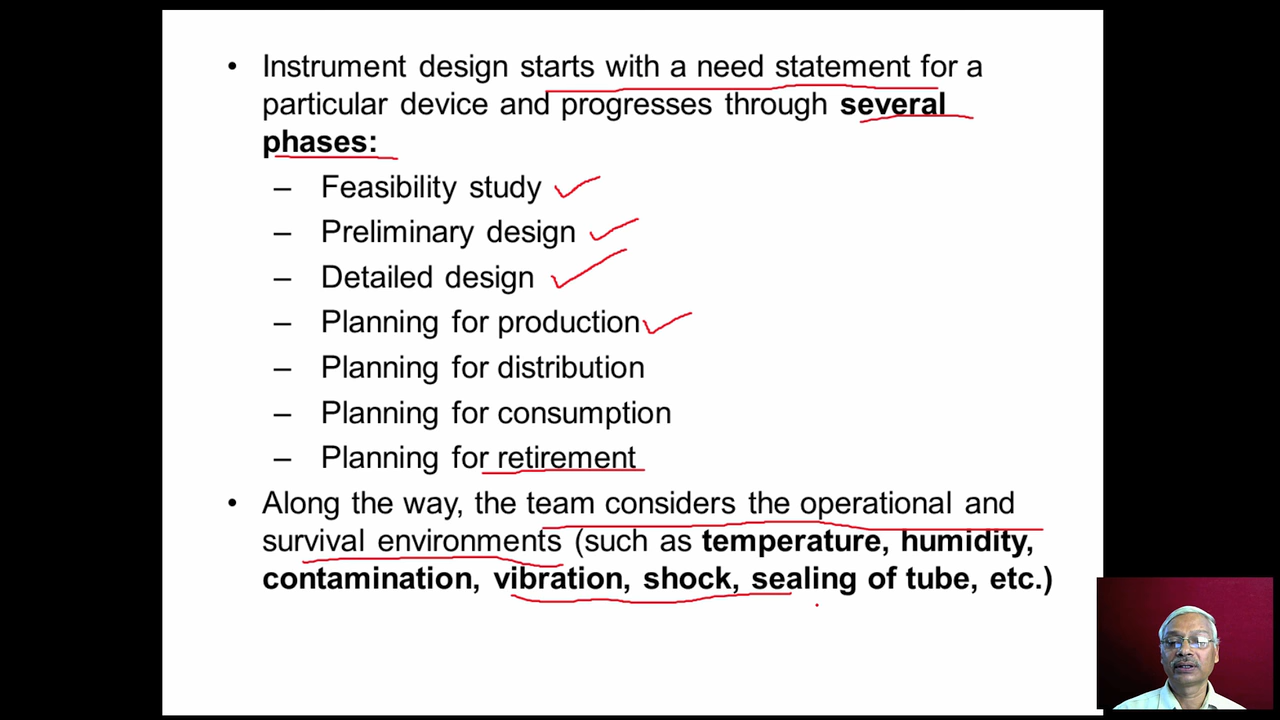 • Instrument design starts with a need statement for a
particular device and progresses through several
phases:
– Feasibility study
– Preliminary design
– Detailed design
– Planning for production
– Planning for distribution
– Planning for consumption
– Planning for retirement
• Along the way, the team considers the operational and
survival environments (such as temperature, humidity,
contamination, vibration, shock, sealing of tube, etc.)